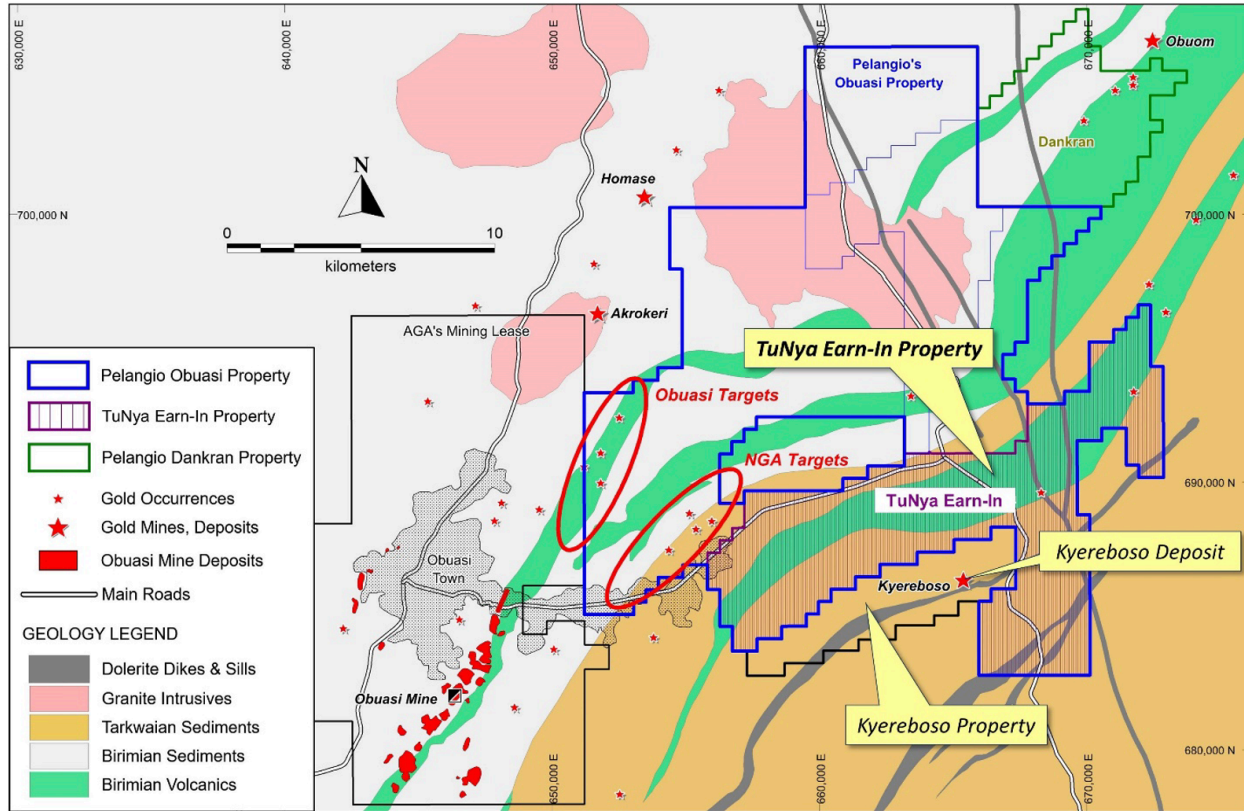 630,000 E
640,000 E
650,000 E
660,000 E
670,000 E
Obuom
Pelangio's
Obuasi Property
Dankran
N
Homase
700,000 N
700,000 N
0
10
kilometers
Akrokeri
AGA's Mining Lease
TuNya Earn-In Property
Obuasi Targets
NGA Targets
690,000 N
TuNya Earn-In
Kyereboso Deposit
Kyereboso
Obuasi
Town
Obuasi Mine
Kyereboso Property
680,000 N
650,000 E
660,000 E
670,000 E
Pelangio Obuasi Property
TuNya Earn-In Property
Pelangio Dankran Property
Gold Occurrences
Gold Mines, Deposits
Obuasi Mine Deposits
Main Roads
GEOLOGY LEGEND
Dolerite Dikes & Sills
Granite Intrusives
Tarkwaian Sediments
Birimian Sediments
Birimian Volcanics